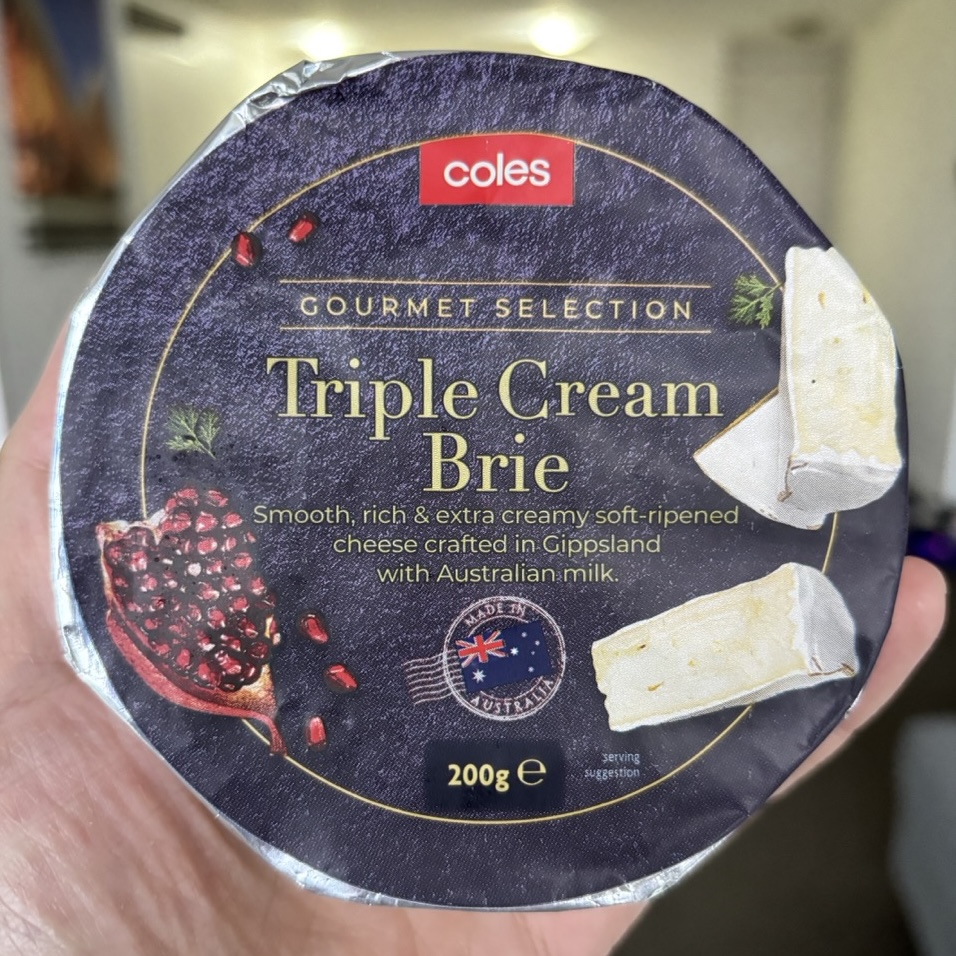 coles
GOURMET SELECTION
Triple Cream
Brie
Smooth, rich & extra creamy soft-ripened
cheese crafted in Gippsland
with Australian milk.
MADE IN
AUSTRALIA
200g ℮
serving
suggestion